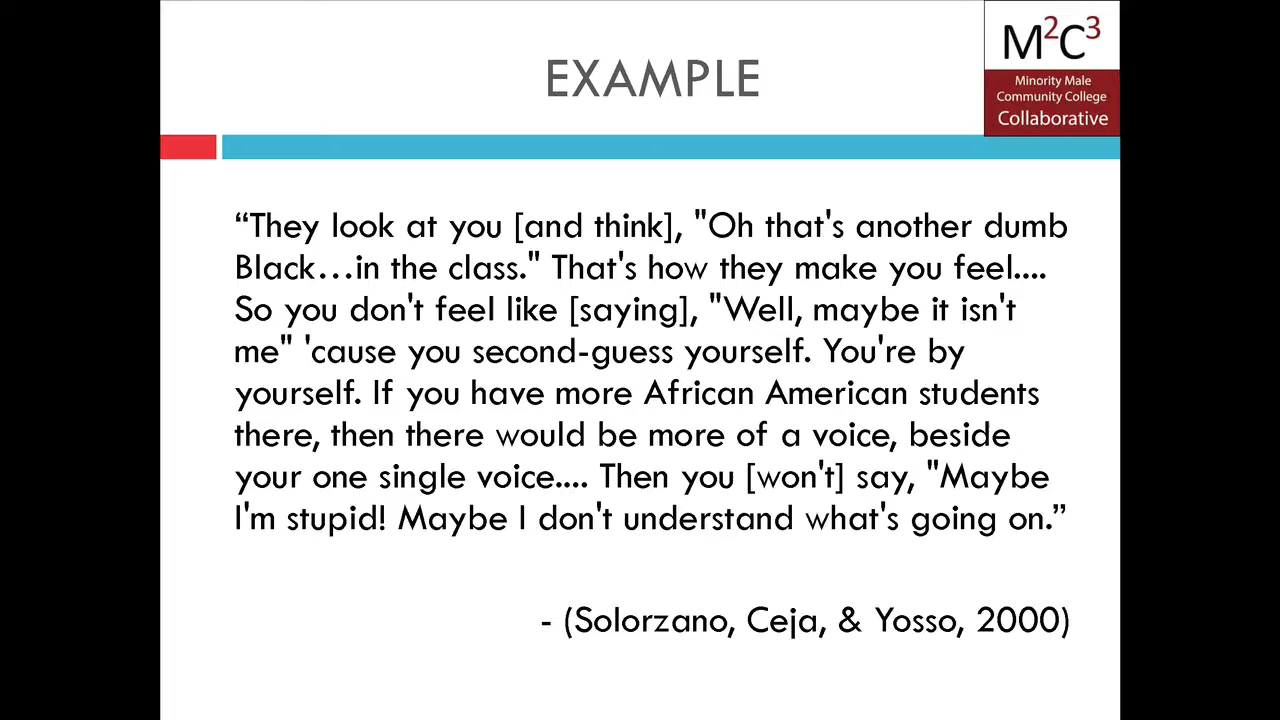 EXAMPLE
M²C³
Minority Male
Community College
Collaborative
“They look at you [and think], "Oh that's another dumb
Black…in the class." That's how they make you feel....
So you don't feel like [saying], "Well, maybe it isn't
me" 'cause you second-guess yourself. You're by
yourself. If you have more African American students
there, then there would be more of a voice, beside
your one single voice.... Then you [won't] say, "Maybe
I'm stupid! Maybe I don't understand what's going on.”
- (Solorzano, Ceja, & Yosso, 2000)